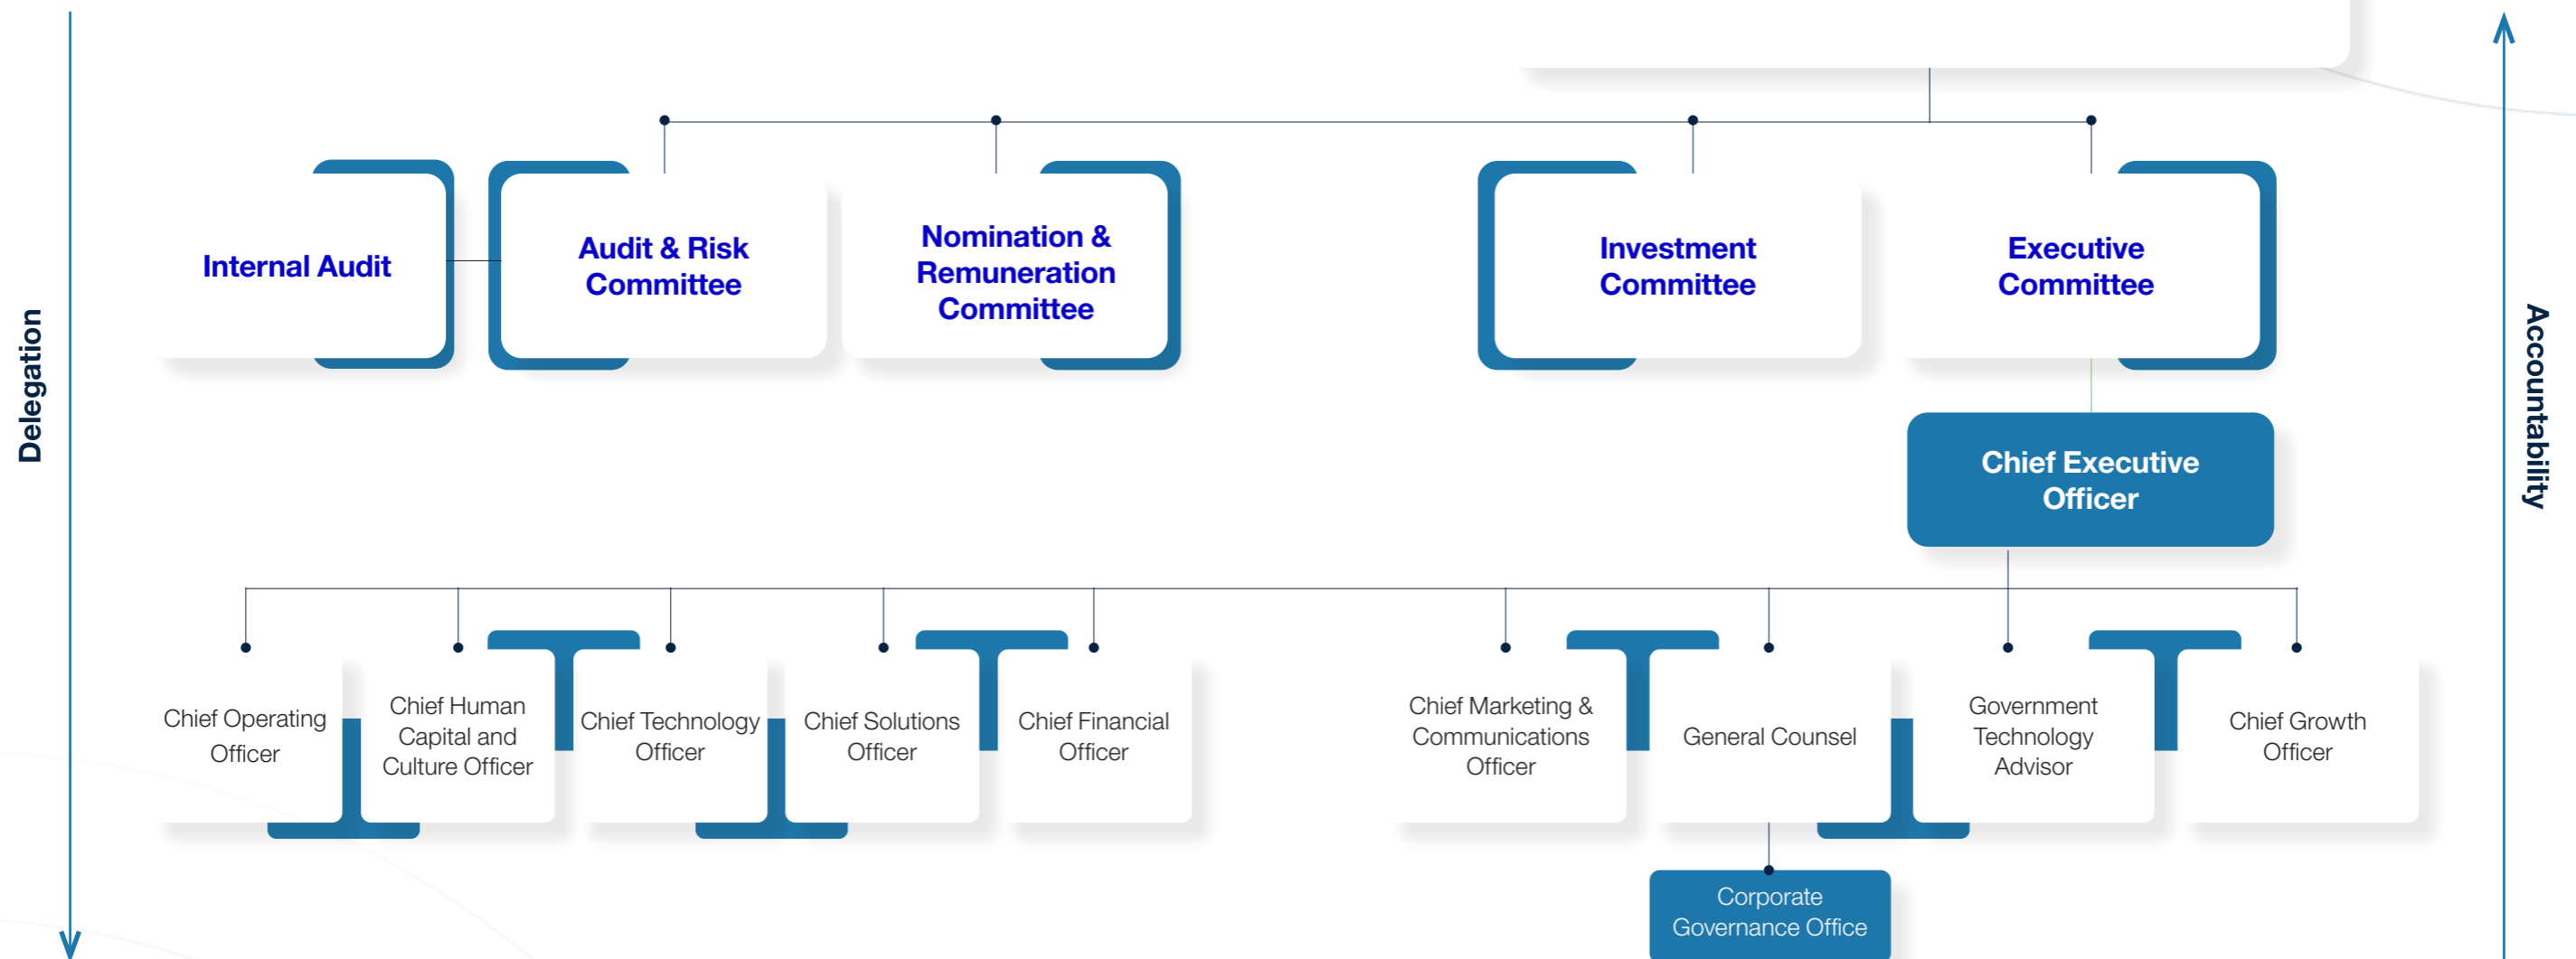 Delegation
Accountability
Internal Audit
Audit & Risk
Committee
Nomination &
Remuneration
Committee
Investment
Committee
Executive
Committee
Chief Executive
Officer
Chief Operating
Officer
Chief Human
Capital and
Culture Officer
Chief Technology
Officer
Chief Solutions
Officer
Chief Financial
Officer
Chief Marketing &
Communications
Officer
General Counsel
Government
Technology
Advisor
Chief Growth
Officer
Corporate
Governance Office